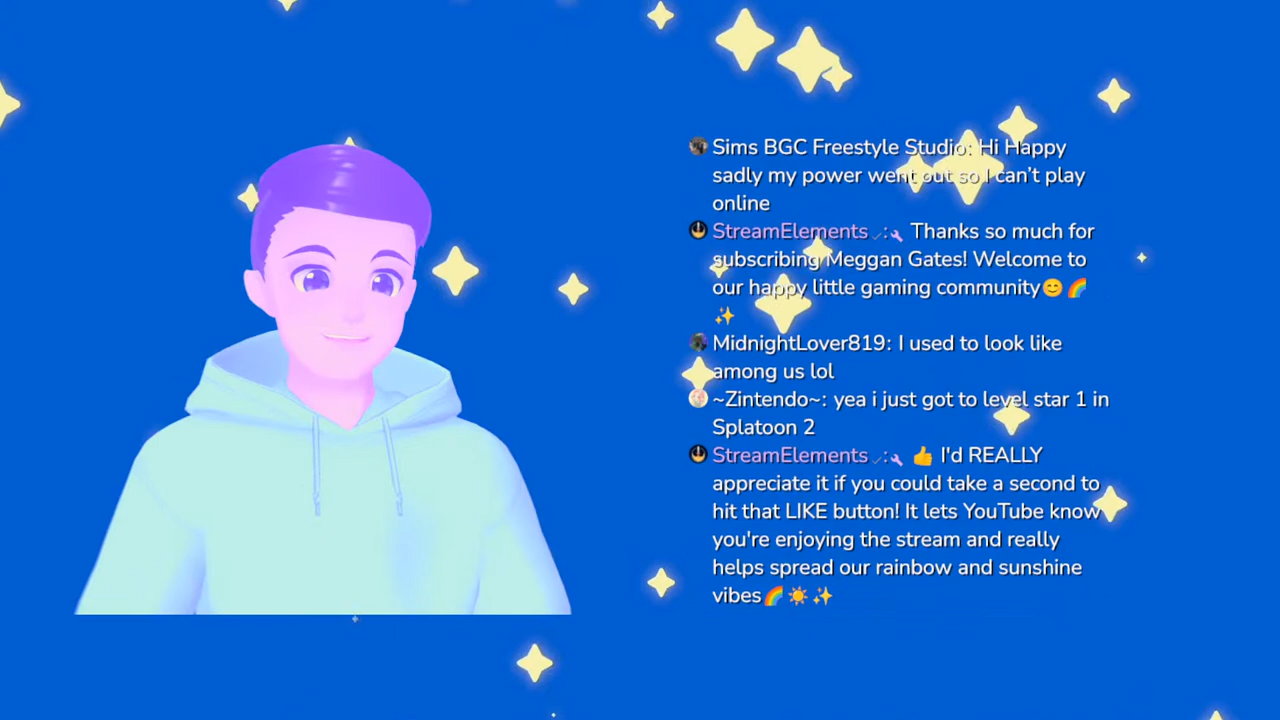 Sims BGC Freestyle Studio: Hi Happy
sadly my power went out so I can't play
online
StreamElements : Thanks so much for
subscribing Meggan Gates! Welcome to
our happy little gaming community😊🌈
✨
MidnightLover819: I used to look like
among us lol
~Zintendo~: yea i just got to level star 1 in
Splatoon 2
StreamElements : 👍 I'd REALLY
appreciate it if you could take a second to
hit that LIKE button! It lets YouTube know
you're enjoying the stream and really
helps spread our rainbow and sunshine
vibes🌈☀️✨